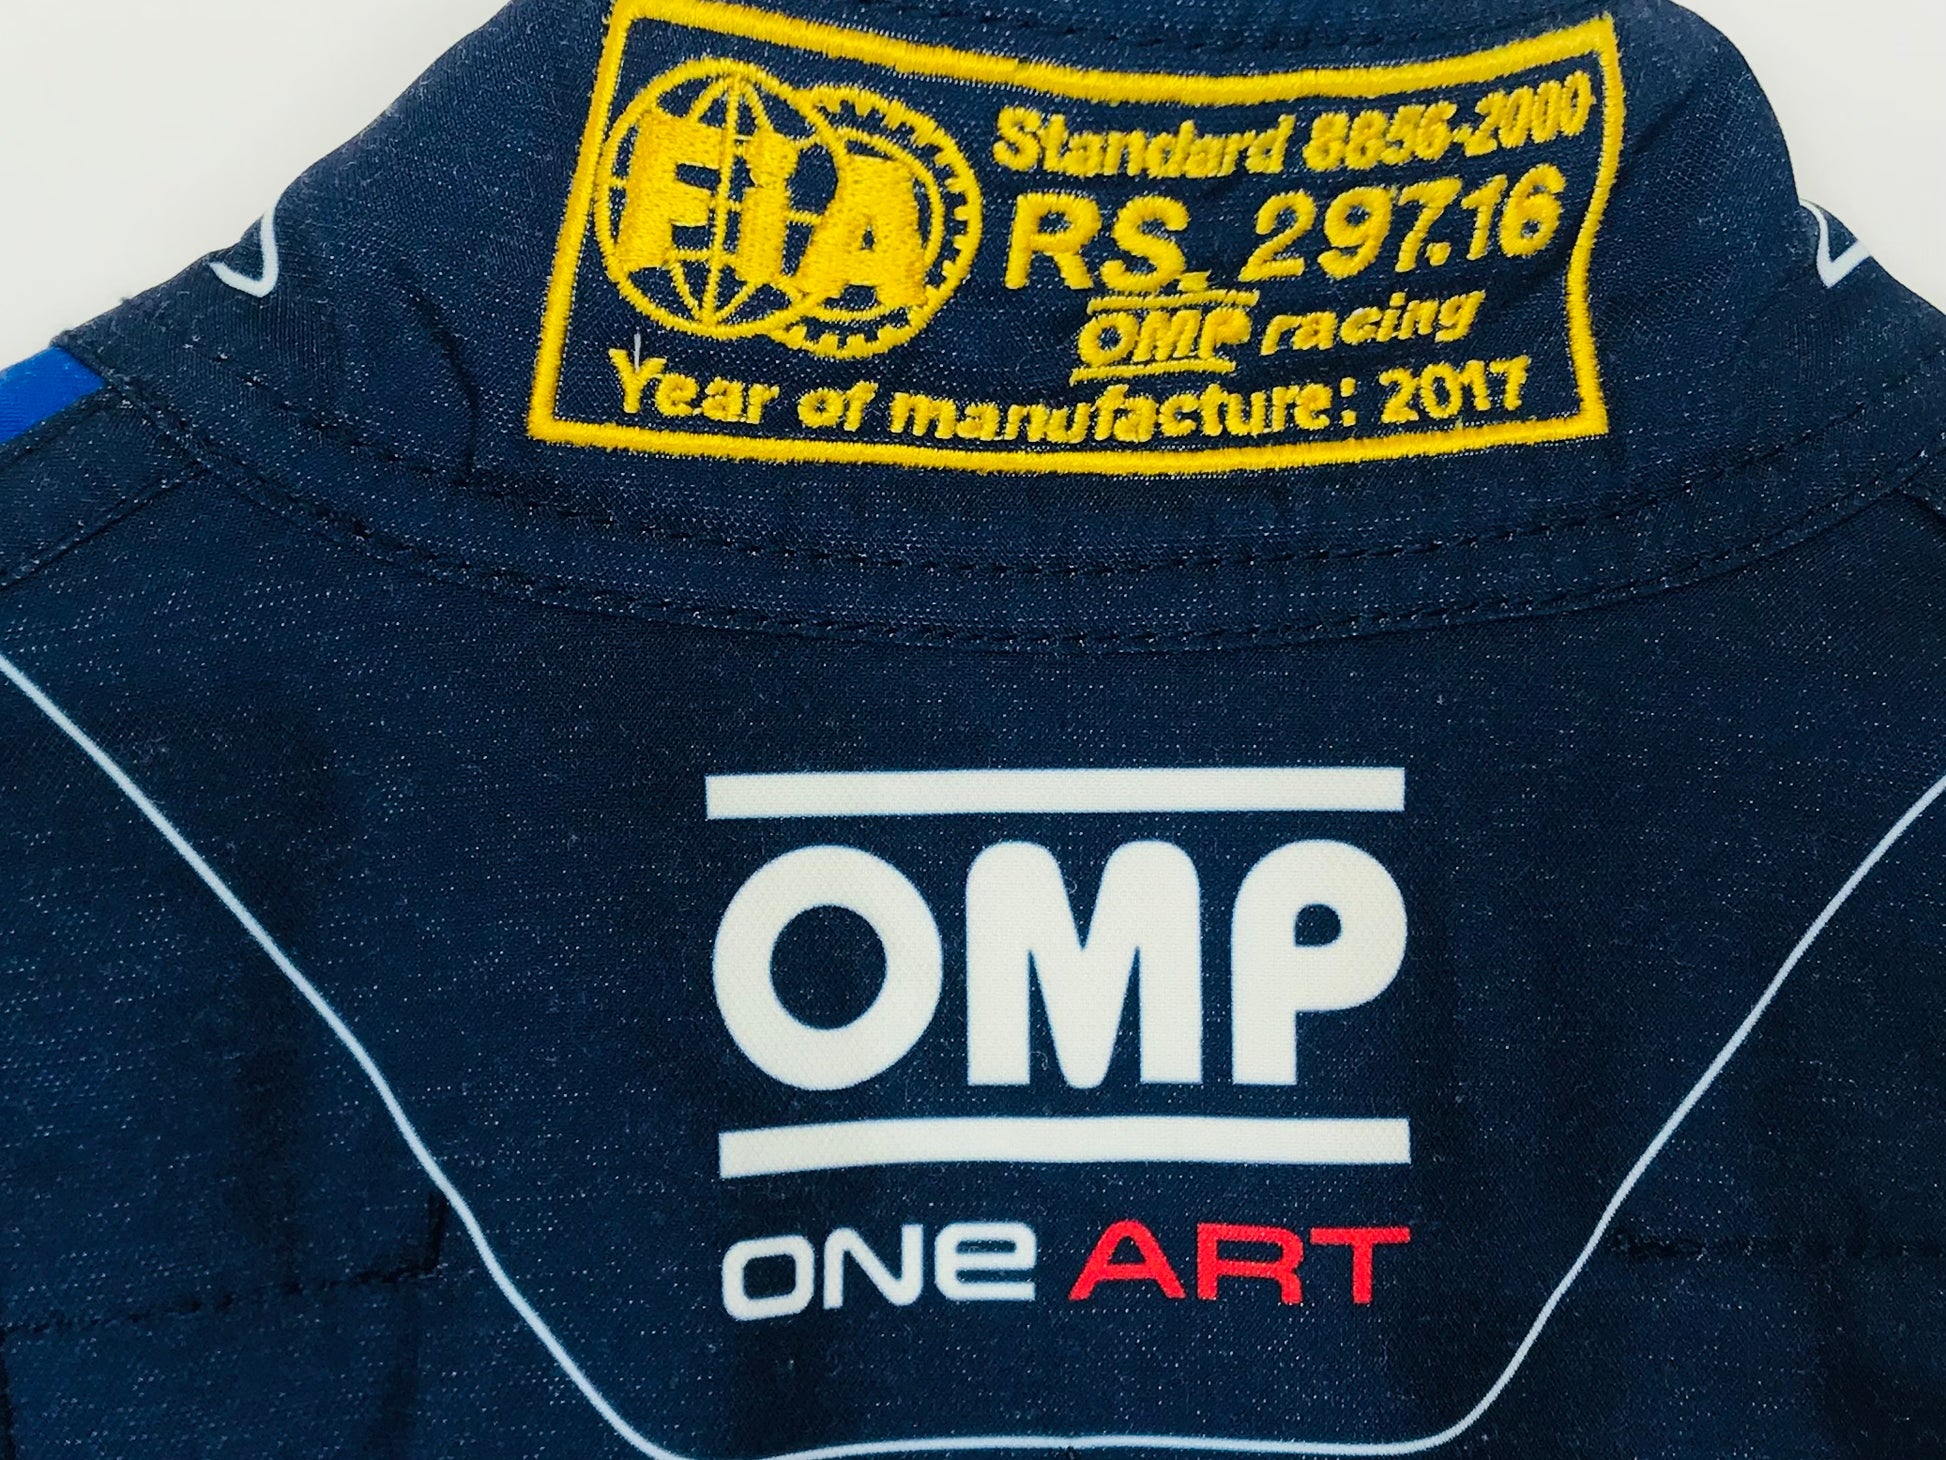 FIA
Standard 8856-2000
RS. 297.16
OMP racing
Year of manufacture: 2017
OMP
ONE ART